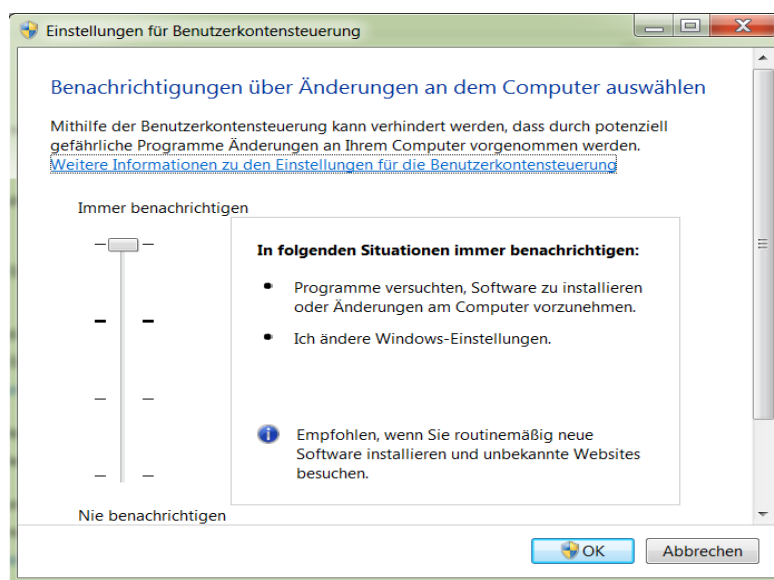 Einstellungen für Benutzerkontensteuerung
Benachrichtigungen über Änderungen an dem Computer auswählen
Mithilfe der Benutzerkontensteuerung kann verhindert werden, dass durch potenziell
gefährliche Programme Änderungen an Ihrem Computer vorgenommen werden.
Weitere Informationen zu den Einstellungen für die Benutzerkontensteuerung
Immer benachrichtigen
In folgenden Situationen immer benachrichtigen:
Programme versuchten, Software zu installieren
oder Änderungen am Computer vorzunehmen.
Ich ändere Windows-Einstellungen.
Empfohlen, wenn Sie routinemäßig neue
Software installieren und unbekannte Websites
besuchen.
Nie benachrichtigen
OK
Abbrechen